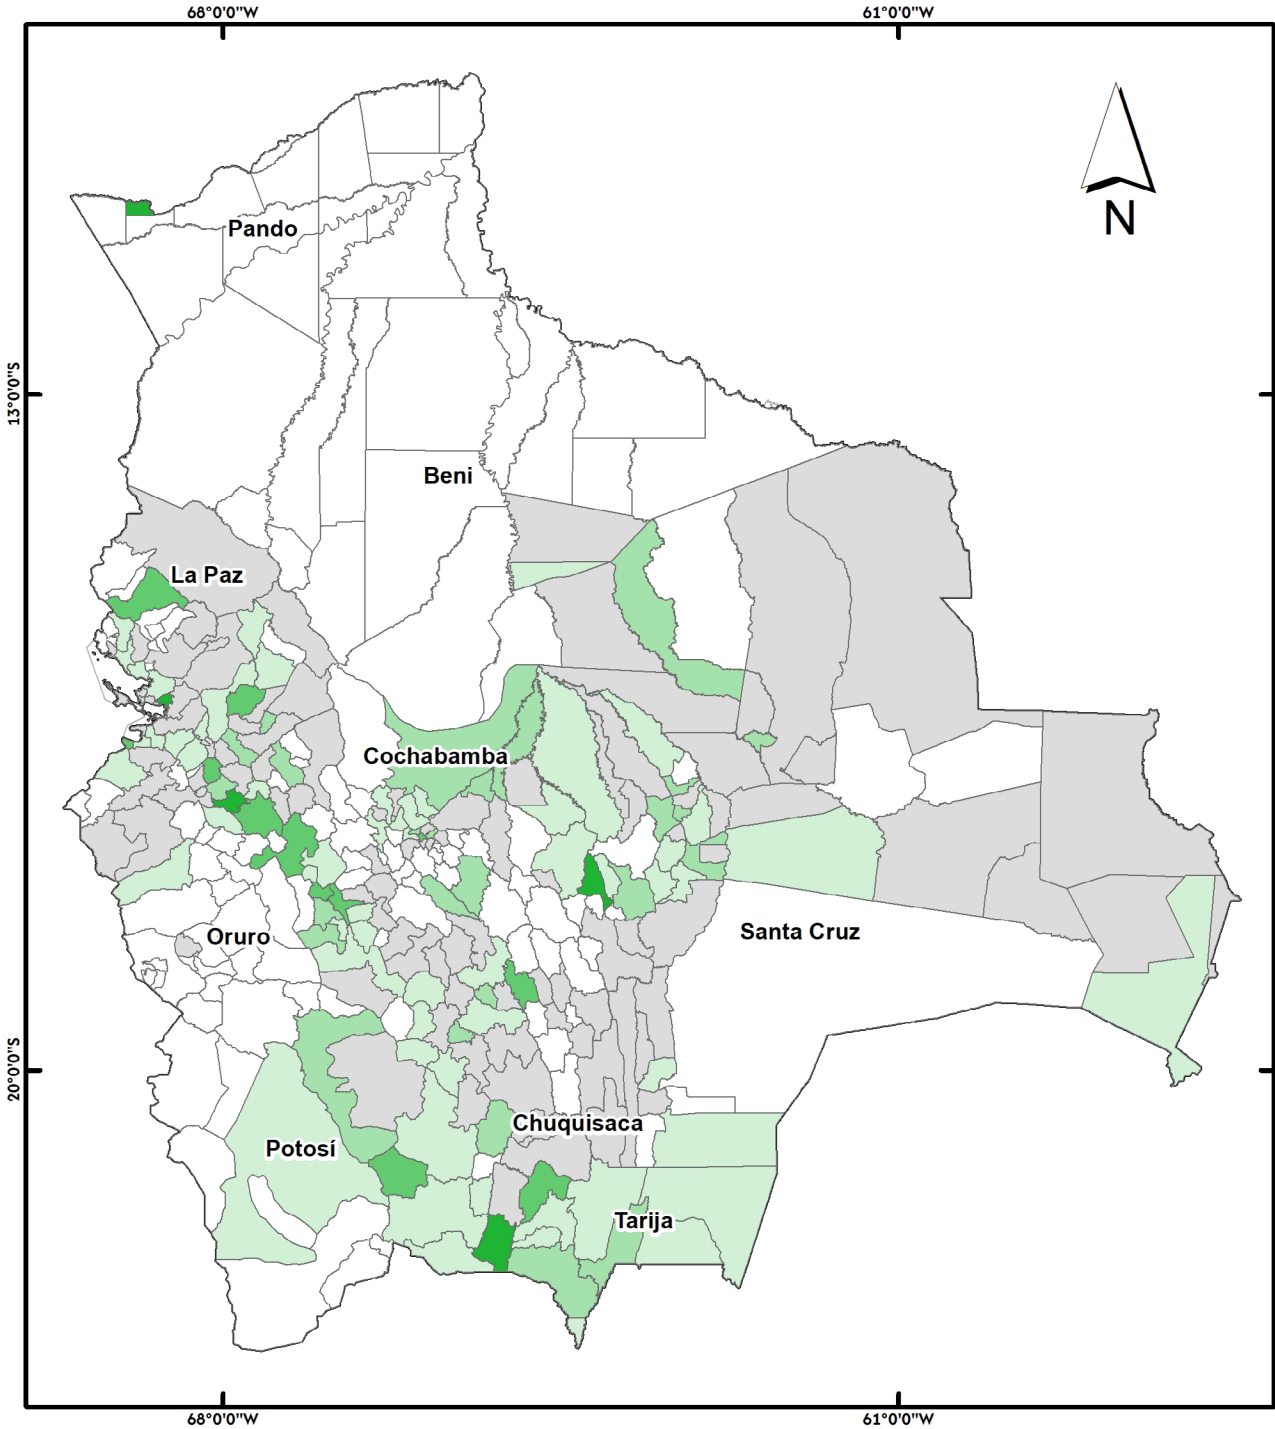 68°0'0"W 61°0'0"W
N
Pando
13°0'0"S
Beni
La Paz
Cochabamba
Oruro
Santa Cruz
20°0'0"S
Chuquisaca
Potosí
Tarija
68°0'0"W 61°0'0"W